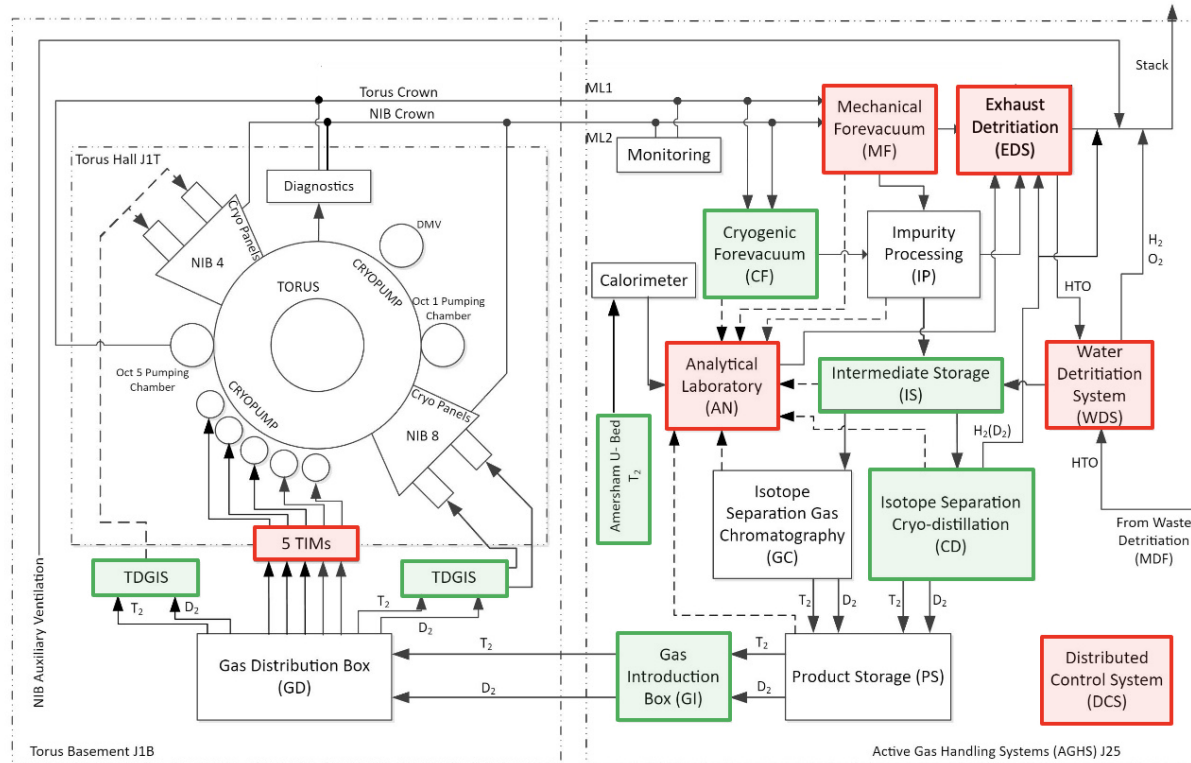 Stack
Torus Crown
ML1
NIB Crown
ML2
Mechanical
Forevacuum
(MF)
Exhaust
Detritiation
(EDS)
Monitoring
Torus Hall J1T
Diagnostics
Cryo Panels
NIB 4
DMV
CRYOPUMP
TORUS
Oct 1 Pumping
Chamber
Oct 5 Pumping
Chamber
CRYOPUMP
Cryo Panels
NIB 8
Cryogenic
Forevacuum
(CF)
Impurity
Processing
(IP)
H2
O2
Calorimeter
HTO
Analytical
Laboratory
(AN)
Intermediate Storage
(IS)
Water
Detritiation
System
(WDS)
H2(D2)
HTO
Amersham U- Bed
T2
Isotope
Separation Gas
Chromatography
(GC)
Isotope Separation
Cryo-distillation
(CD)
From Waste
Detritiation
(MDF)
5 TIMs
TDGIS
TDGIS
T2
D2
T2
D2
T2
D2
T2
D2
NIB Auxiliary Ventilation
Gas Distribution Box
(GD)
T2
D2
Gas
Introduction
Box (GI)
T2
D2
Product Storage (PS)
Distributed
Control System
(DCS)
Torus Basement J1B
Active Gas Handling Systems (AGHS) J25